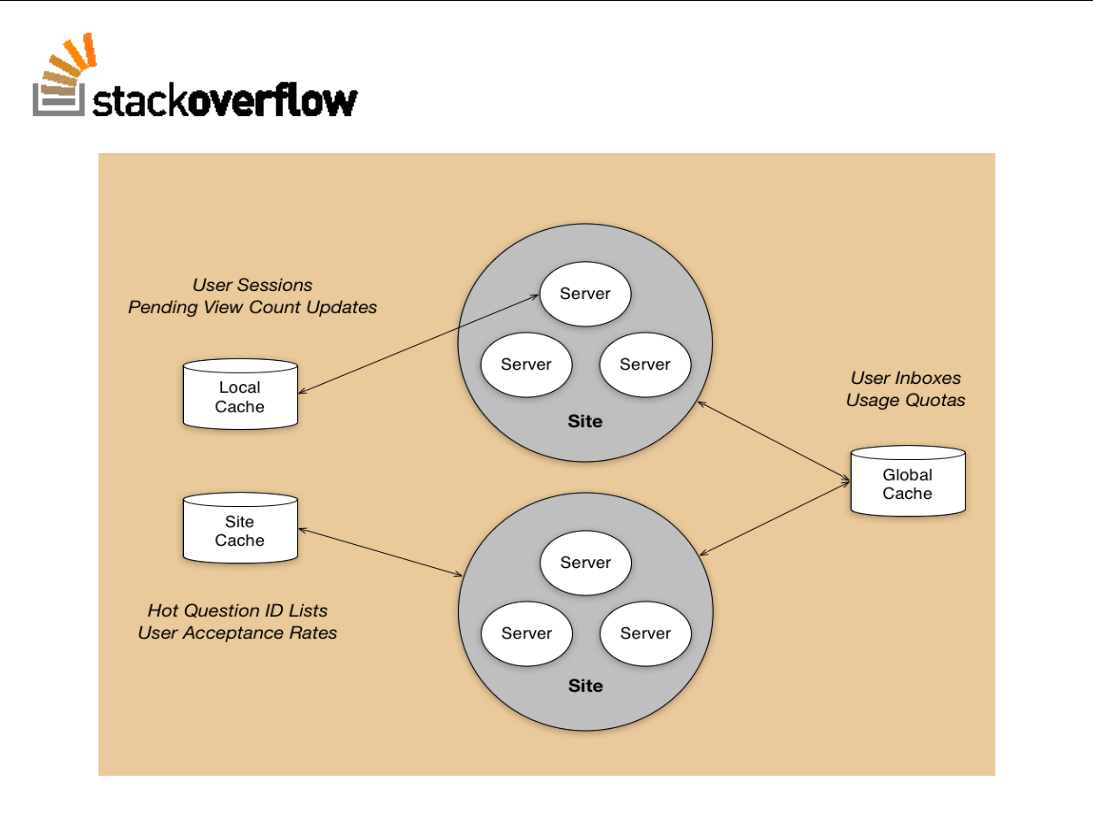 stackoverflow
User Sessions
Pending View Count Updates
Local
Cache
Server
Server
Server
Site
User Inboxes
Usage Quotas
Global
Cache
Site
Cache
Hot Question ID Lists
User Acceptance Rates
Server
Server
Server
Site